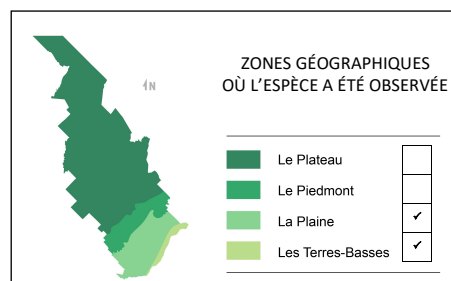 ZONES GÉOGRAPHIQUES
OÙ L'ESPÈCE A ÉTÉ OBSERVÉE
N
Le Plateau
Le Piedmont
La Plaine ✓
Les Terres-Basses ✓